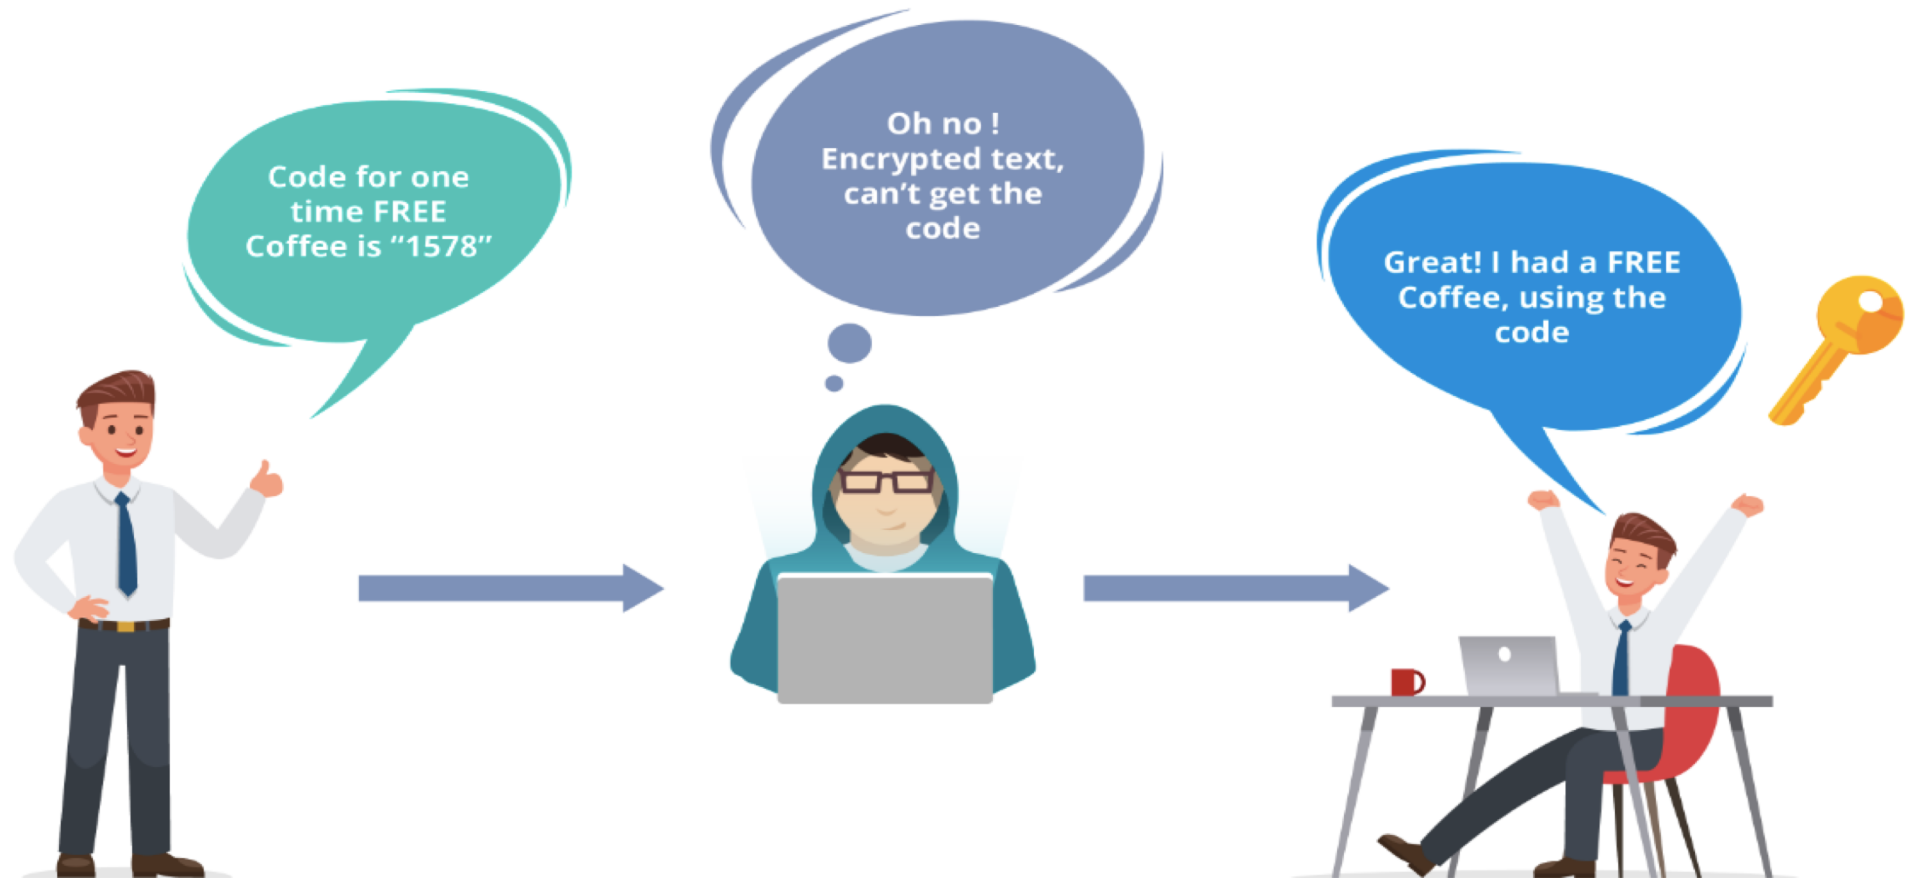 Code for one
time FREE
Coffee is “1578”
Oh no !
Encrypted text,
can’t get the
code
Great! I had a FREE
Coffee, using the
code